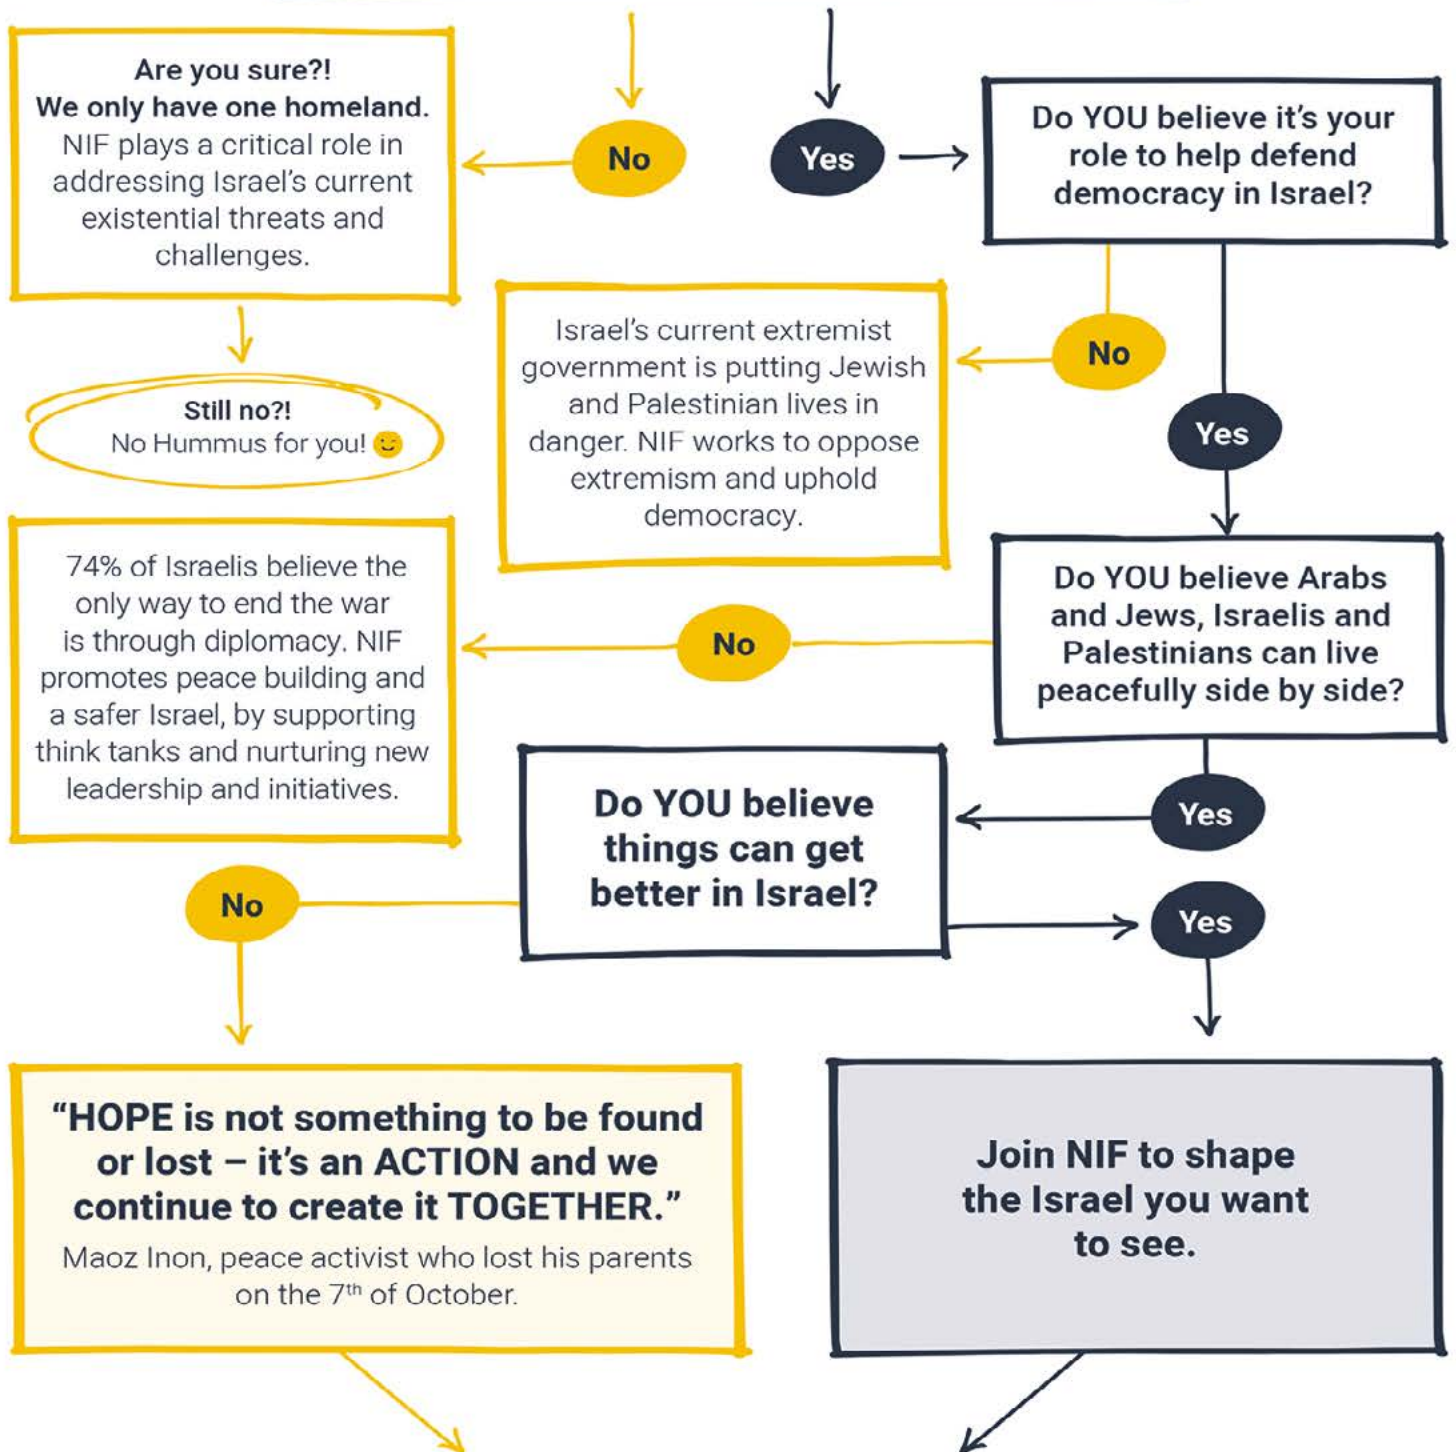 Are you sure?!
We only have one homeland.
NIF plays a critical role in
addressing Israel's current
existential threats and
challenges.
No
Yes
Do YOU believe it's your
role to help defend
democracy in Israel?
Still no?!
No Hummus for you!
Israel's current extremist
government is putting Jewish
and Palestinian lives in
danger. NIF works to oppose
extremism and uphold
democracy.
No
Yes
74% of Israelis believe the
only way to end the war
is through diplomacy. NIF
promotes peace building and
a safer Israel, by supporting
think tanks and nurturing new
leadership and initiatives.
No
Do YOU believe Arabs
and Jews, Israelis and
Palestinians can live
peacefully side by side?
Do YOU believe
things can get
better in Israel?
Yes
No
Yes
“HOPE is not something to be found
or lost – it's an ACTION and we
continue to create it TOGETHER.”
Maoz Inon, peace activist who lost his parents
on the 7th of October.
Join NIF to shape
the Israel you want
to see.